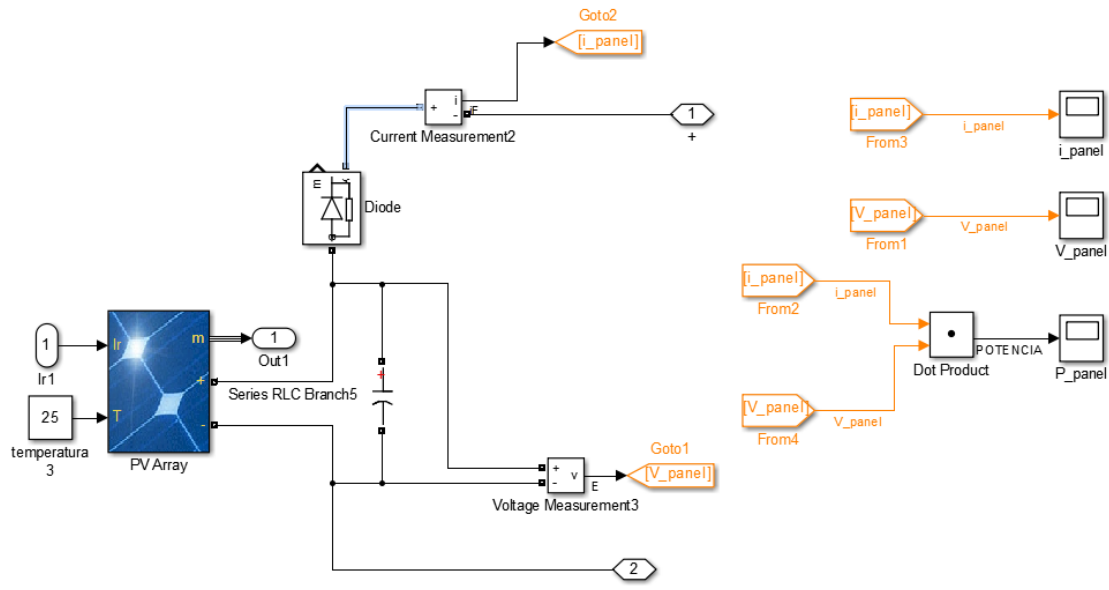 Goto2
[i_panel]
+
i
-
iF
Current Measurement2
1
+
m
k
Diode
a
[i_panel]
i_panel
From3
i_panel
[V_panel]
V_panel
From1
V_panel
[i_panel]
i_panel
From2
POTENCIA
Dot Product
P_panel
[V_panel]
V_panel
From4
1
Ir1
Ir
m
1
Out1
+
Series RLC Branch5
+
25
T
-
temperatura
3
PV Array
Goto1
+
-
v
E
[V_panel]
Voltage Measurement3
2